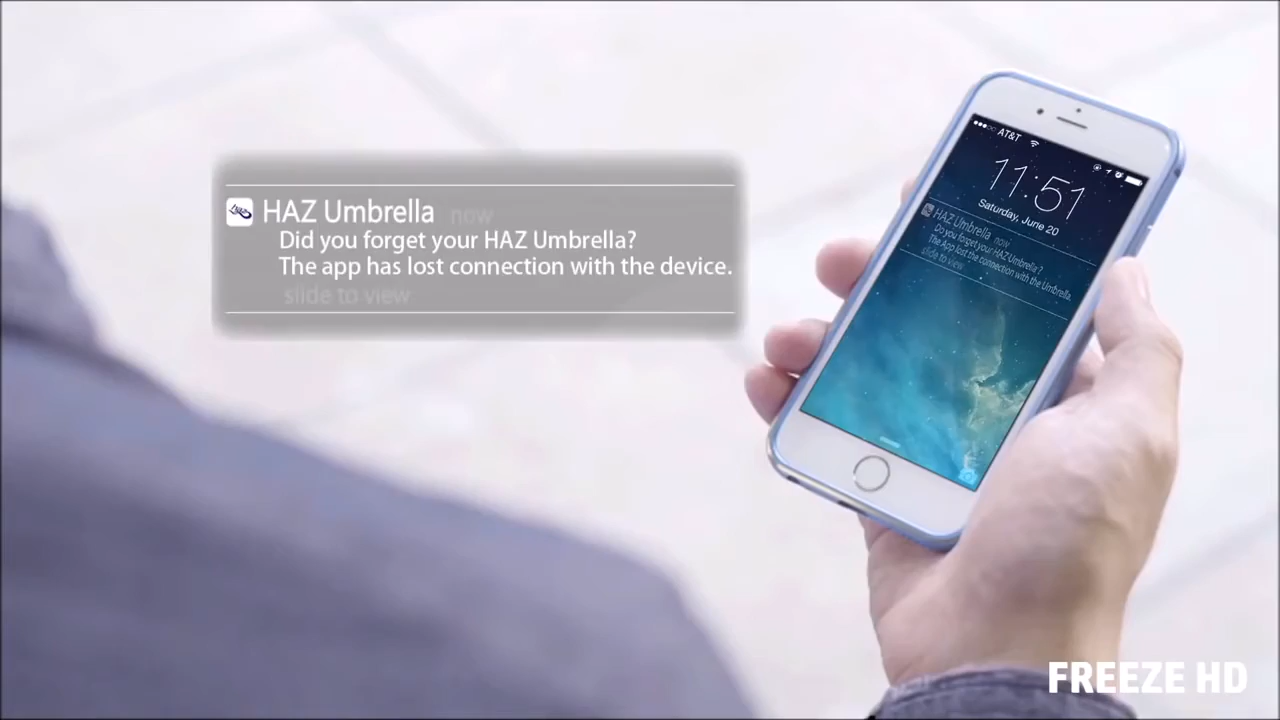 HAZ Umbrella now
Did you forget your HAZ Umbrella?
The app has lost connection with the device.
slide to view
AT&T
11:51
Saturday, June 20
HAZ Umbrella now
Do you forget your HAZ Umbrella?
The App lost the connection with the Umbrella.
slide to view
FREEZE HD